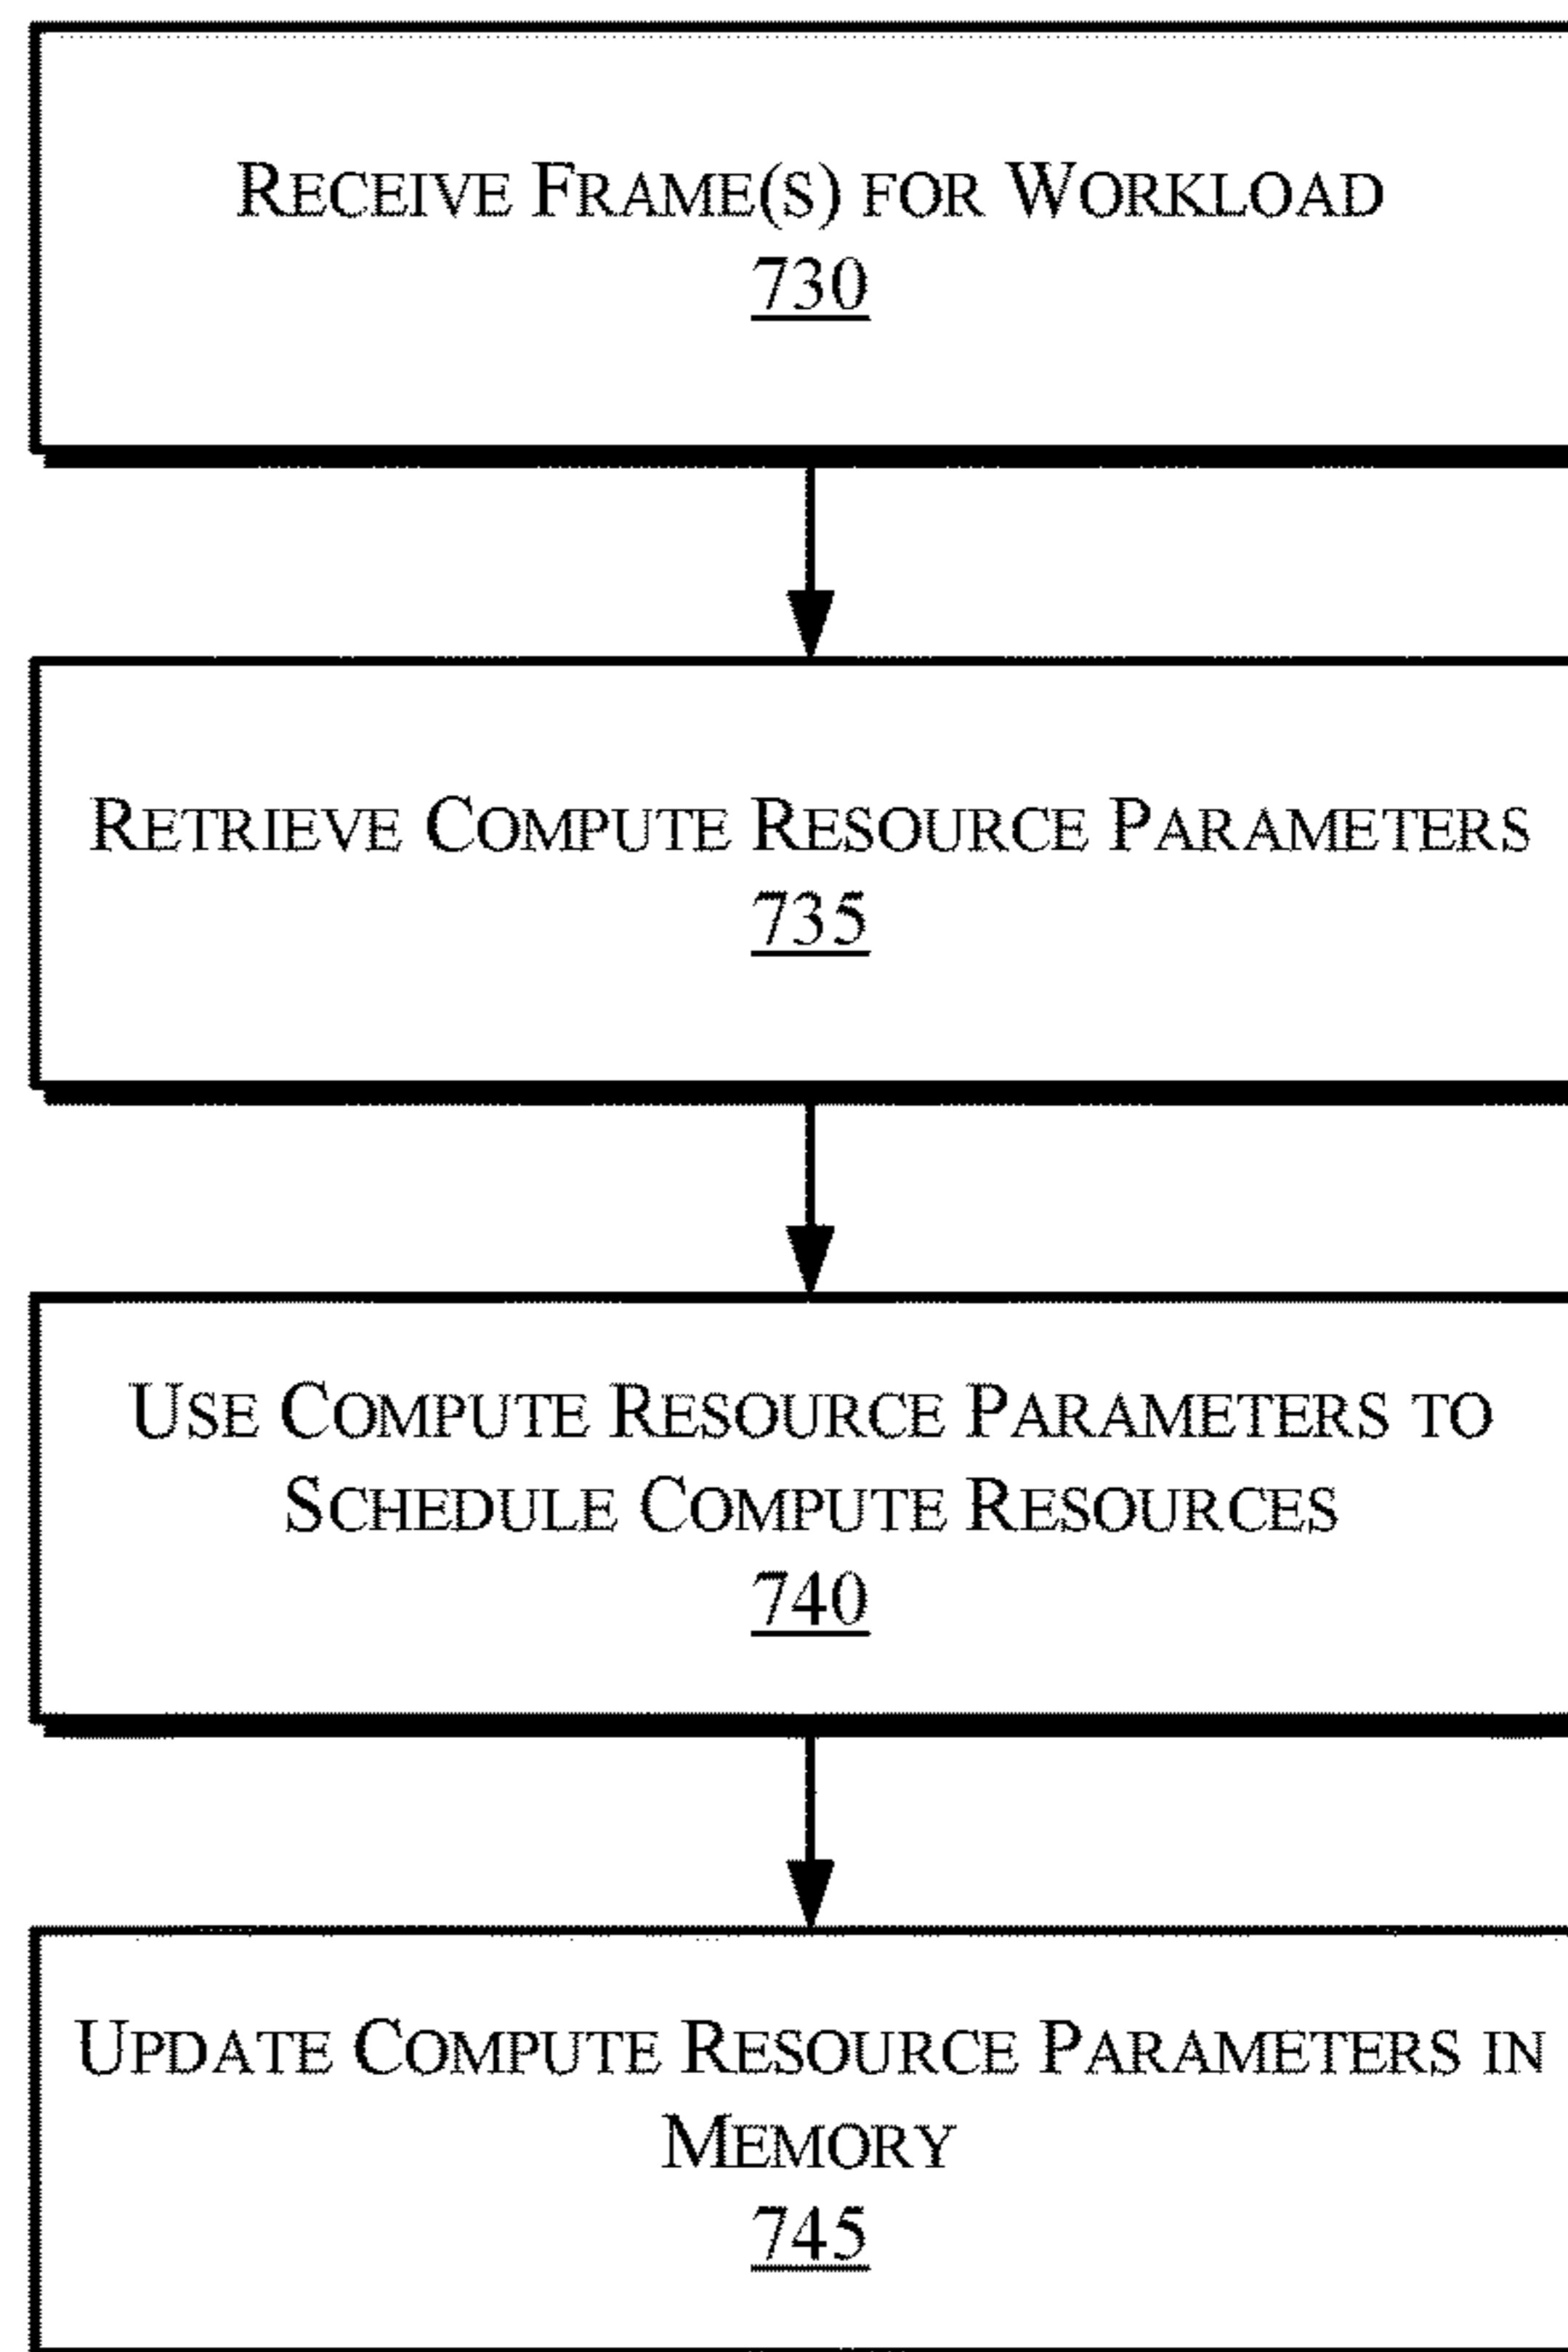 RECEIVE FRAME(S) FOR WORKLOAD
730
RETRIEVE COMPUTE RESOURCE PARAMETERS
735
USE COMPUTE RESOURCE PARAMETERS TO
SCHEDULE COMPUTE RESOURCES
740
UPDATE COMPUTE RESOURCE PARAMETERS IN
MEMORY
745